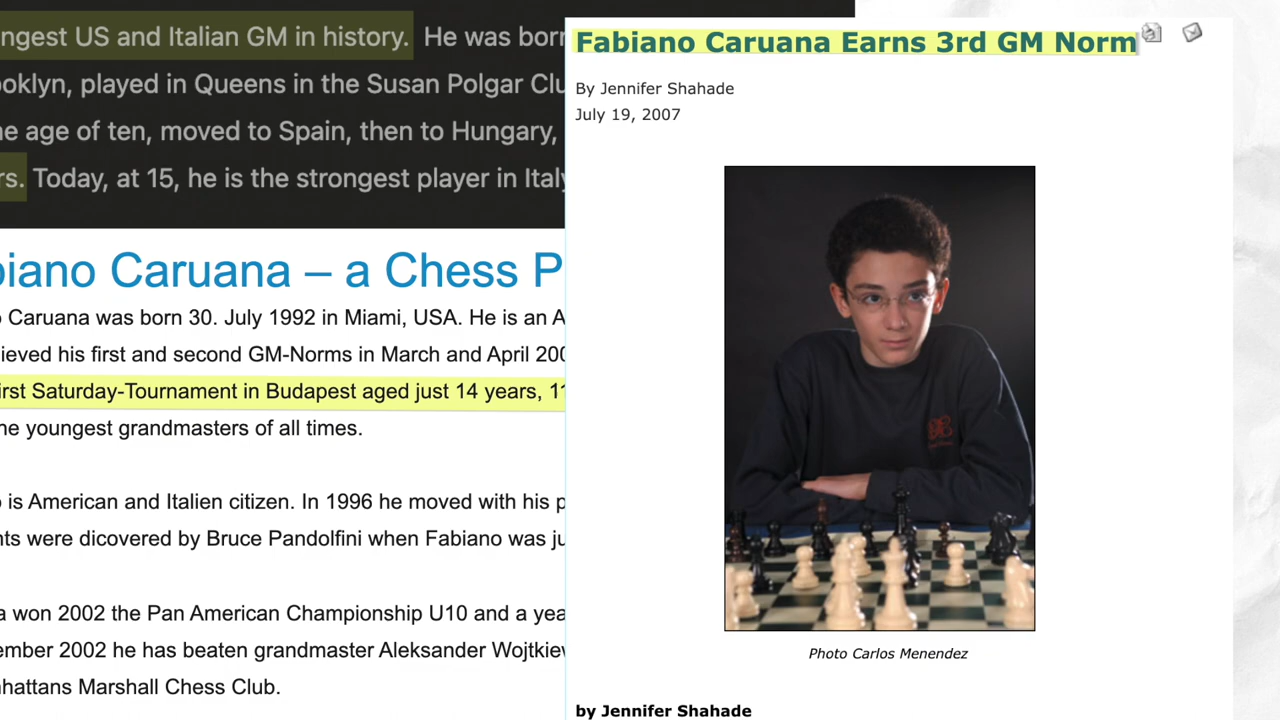 ngest US and Italian GM in history. He was born
oklyn, played in Queens in the Susan Polgar Clu
e age of ten, moved to Spain, then to Hungary,
rs. Today, at 15, he is the strongest player in Italy
biano Caruana – a Chess P
Caruana was born 30. July 1992 in Miami, USA. He is an A
ieved his first and second GM-Norms in March and April 200
irst Saturday-Tournament in Budapest aged just 14 years, 11
he youngest grandmasters of all times.
o is American and Italien citizen. In 1996 he moved with his p
nts were dicovered by Bruce Pandolfini when Fabiano was ju
a won 2002 the Pan American Championship U10 and a yea
ember 2002 he has beaten grandmaster Aleksander Wojtkiew
nhattans Marshall Chess Club.
Fabiano Caruana Earns 3rd GM Norm
By Jennifer Shahade
July 19, 2007
Photo Carlos Menendez
by Jennifer Shahade